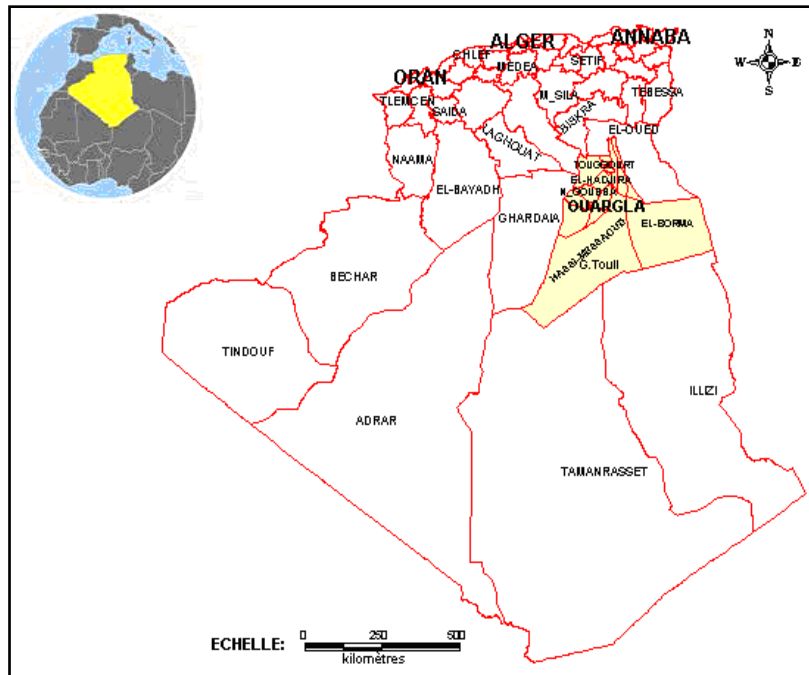 N
W E
S
ALGER
ANNABA
CHLEF
MEDEA
SETIF
ORAN
M_SILA
TEBESSA
TLEMCEN
SAIDA
BISKRA
EL-OUED
LAGHOUAT
NAAMA
TOUGGOURT
EL-HADJIRA
EL-BAYADH
N_GOUSSA
OUARGLA
GHARDAIA
EL-BORMA
G.Touil
BECHAR
TINDOUF
ILLIZI
ADRAR
TAMANRASSET
ECHELLE: 0 250 500
kilomètres